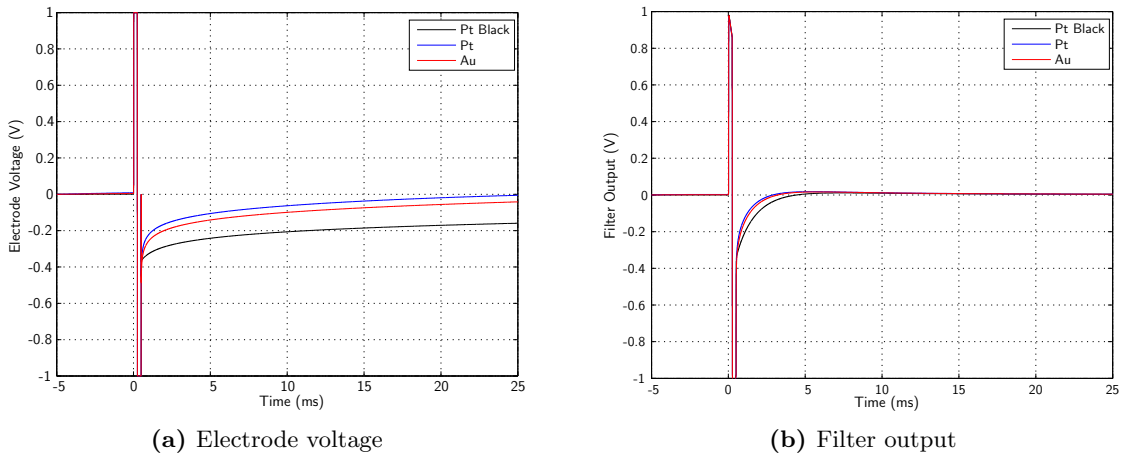 1
0.8
0.6
0.4
0.2
0
-0.2
-0.4
-0.6
-0.8
-1
Electrode Voltage (V)
Pt Black
Pt
Au
-5 0 5 10 15 20 25
Time (ms)
(a) Electrode voltage
1
0.8
0.6
0.4
0.2
0
-0.2
-0.4
-0.6
-0.8
-1
Filter Output (V)
Pt Black
Pt
Au
-5 0 5 10 15 20 25
Time (ms)
(b) Filter output